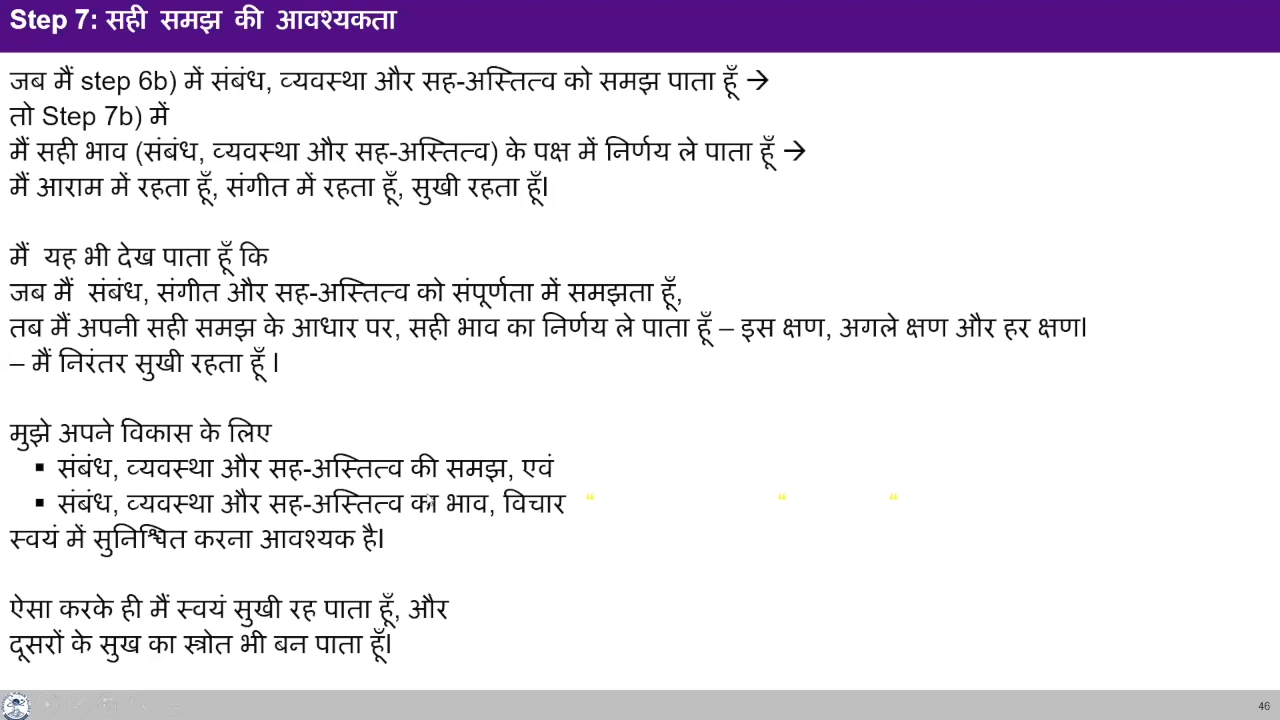 Step 7: सही समझ की आवश्यकता
जब मैं step 6b) में संबंध, व्यवस्था और सह-अस्तित्व को समझ पाता हूँ →
तो Step 7b) में
मैं सही भाव (संबंध, व्यवस्था और सह-अस्तित्व) के पक्ष में निर्णय ले पाता हूँ →
मैं आराम में रहता हूँ, संगीत में रहता हूँ, सुखी रहता हूँ।
मैं यह भी देख पाता हूँ कि
जब मैं संबंध, संगीत और सह-अस्तित्व को संपूर्णता में समझता हूँ,
तब मैं अपनी सही समझ के आधार पर, सही भाव का निर्णय ले पाता हूँ – इस क्षण, अगले क्षण और हर क्षण।
– मैं निरंतर सुखी रहता हूँ ।
मुझे अपने विकास के लिए
▪ संबंध, व्यवस्था और सह-अस्तित्व की समझ, एवं
▪ संबंध, व्यवस्था और सह-अस्तित्व का भाव, विचार “ “ “
स्वयं में सुनिश्चित करना आवश्यक है।
ऐसा करके ही मैं स्वयं सुखी रह पाता हूँ, और
दूसरों के सुख का स्त्रोत भी बन पाता हूँ।
46